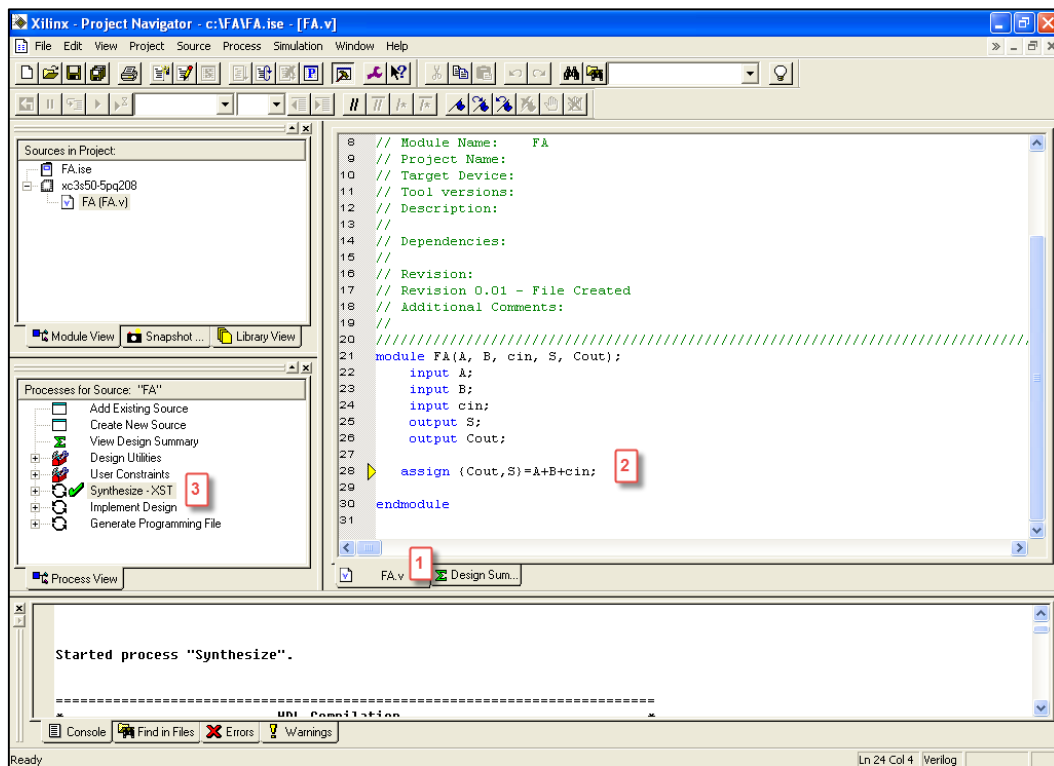 Xilinx - Project Navigator - c:\FA\FA.ise - [FA.v]
File Edit View Project Source Process Simulation Window Help
Sources in Project:
FA.ise
xc3s50-5pq208
FA (FA.v)
Module View Snapshot ... Library View
Processes for Source: "FA"
Add Existing Source
Create New Source
View Design Summary
Design Utilities
User Constraints
Synthesize - XST
3
Implement Design
Generate Programming File
Process View
8 // Module Name: FA
9 // Project Name:
10 // Target Device:
11 // Tool versions:
12 // Description:
13 //
14 // Dependencies:
15 //
16 // Revision:
17 // Revision 0.01 - File Created
18 // Additional Comments:
19 //
20 ////////////////////////////////////////////////////////////////////////////////
21 module FA(A, B, cin, S, Cout);
22 input A;
23 input B;
24 input cin;
25 output S;
26 output Cout;
27
28 assign {Cout,S}=A+B+cin; 2
29
30 endmodule
31
FA.v 1 Design Sum...
Started process "Synthesize".
=========================================================================
* HDL Compilation *
Console Find in Files Errors Warnings
Ready Ln 24 Col 4 Verilog